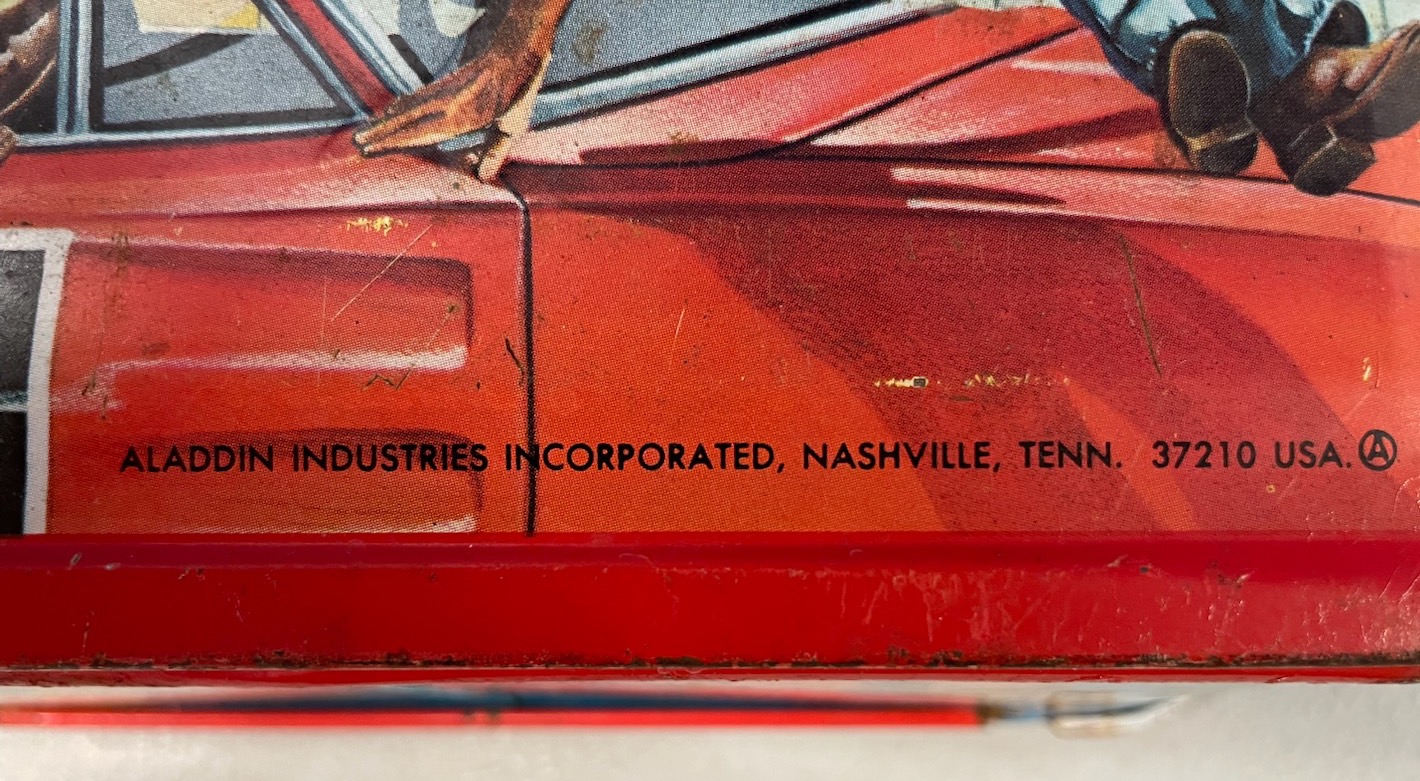 ALADDIN INDUSTRIES INCORPORATED, NASHVILLE, TENN. 37210 USA. Ⓐ